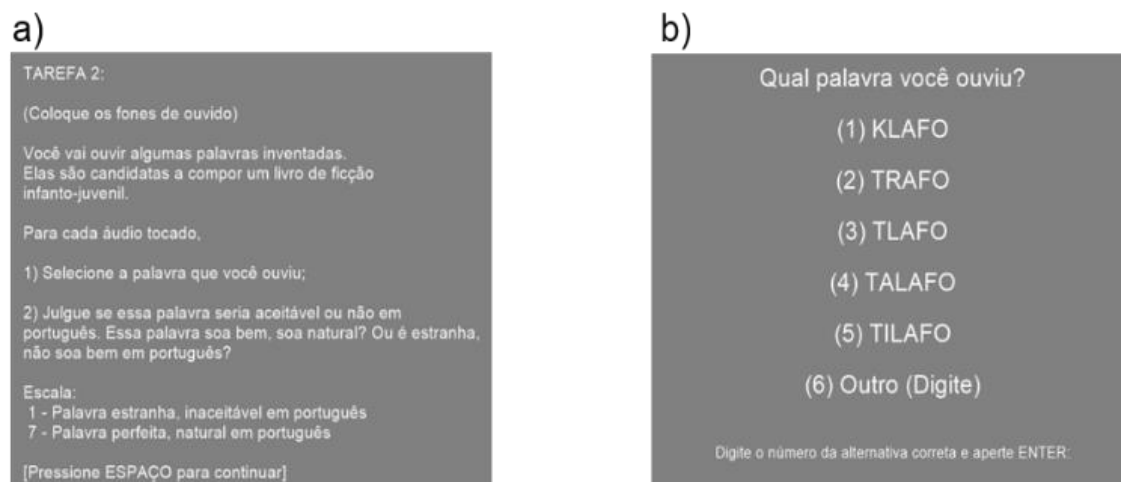 a)
TAREFA 2:
(Coloque os fones de ouvido)
Você vai ouvir algumas palavras inventadas.
Elas são candidatas a compor um livro de ficção
infanto-juvenil.
Para cada áudio tocado,
1) Selecione a palavra que você ouviu;
2) Julgue se essa palavra seria aceitável ou não em
português. Essa palavra soa bem, soa natural? Ou é estranha,
não soa bem em português?
Escala:
1 - Palavra estranha, inaceitável em português
7 - Palavra perfeita, natural em português
[Pressione ESPAÇO para continuar]
b)
Qual palavra você ouviu?
(1) KLAFO
(2) TRAFO
(3) TLAFO
(4) TALAFO
(5) TILAFO
(6) Outro (Digite)
Digite o número da alternativa correta e aperte ENTER: